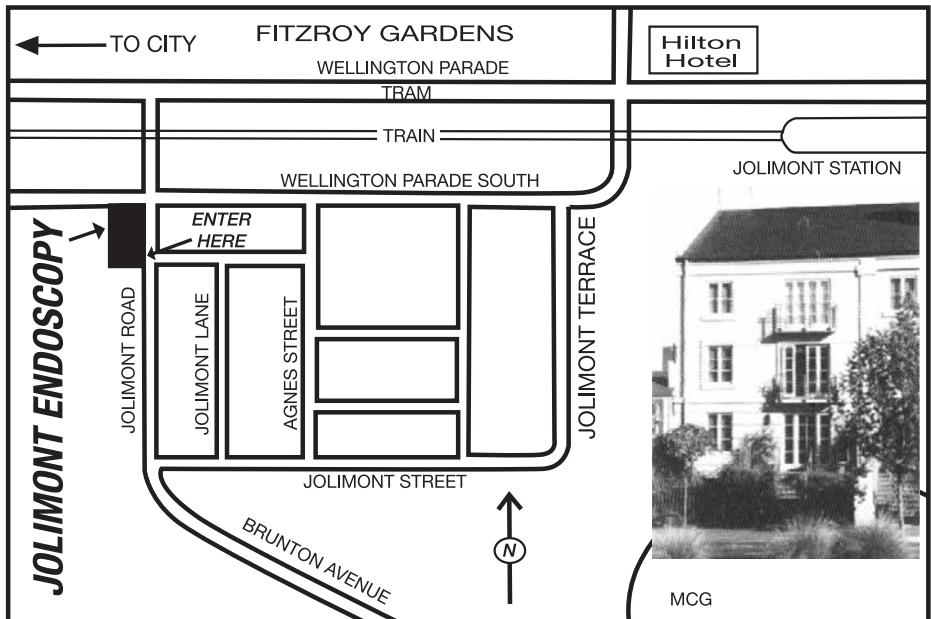 TO CITY
FITZROY GARDENS
Hilton
Hotel
WELLINGTON PARADE
TRAM
TRAIN
JOLIMONT STATION
WELLINGTON PARADE SOUTH
ENTER
HERE
JOLIMONT ENDOSCOPY
JOLIMONT ROAD
JOLIMONT LANE
AGNES STREET
JOLIMONT TERRACE
JOLIMONT STREET
BRUNTON AVENUE
N
MCG